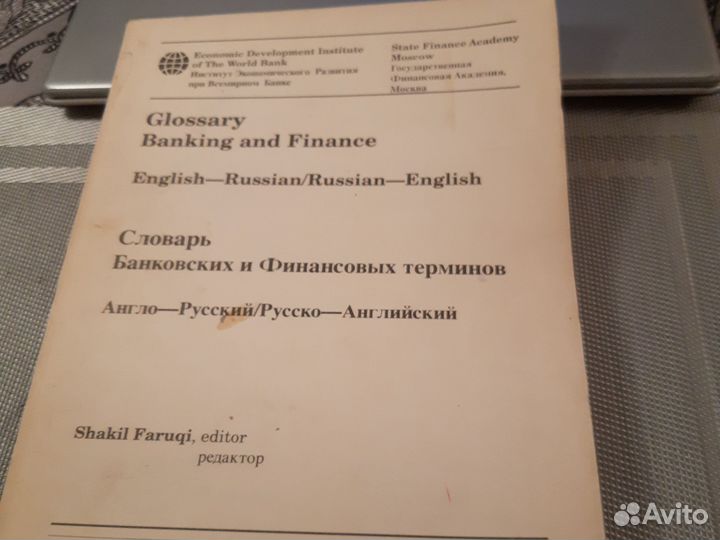 Economic Development Institute
of The World Bank
Институт Экономического Развития
при Всемирном Банке
State Finance Academy
Moscow
Государственная
Финансовая Академия,
Москва
Glossary
Banking and Finance
English—Russian/Russian—English
Словарь
Банковских и Финансовых терминов
Англо—Русский/Русско—Английский
Shakil Faruqi, editor
редактор
Avito